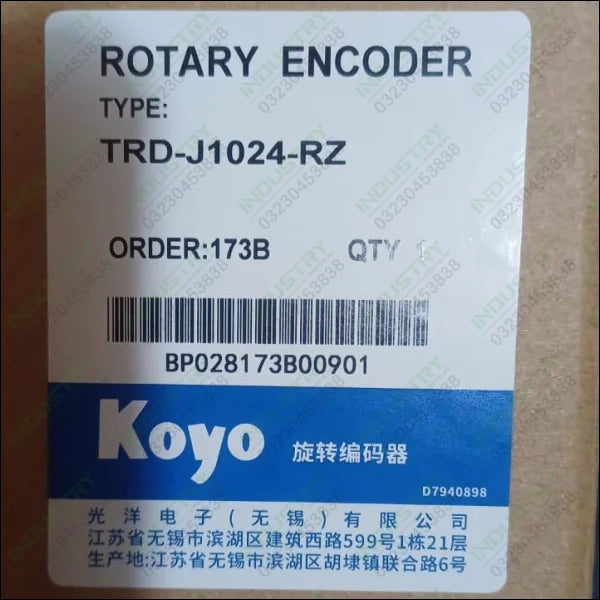 ROTARY ENCODER
TYPE:
TRD-J1024-RZ
ORDER:173B QTY 1
BP028173B00901
Koyo 旋转编码器
D7940898
光洋电子(无锡)有限公司
江苏省无锡市滨湖区建筑西路599号1栋21层
生产地:江苏省无锡市滨湖区胡埭镇联合路6号
INDUSTRY
03230453838